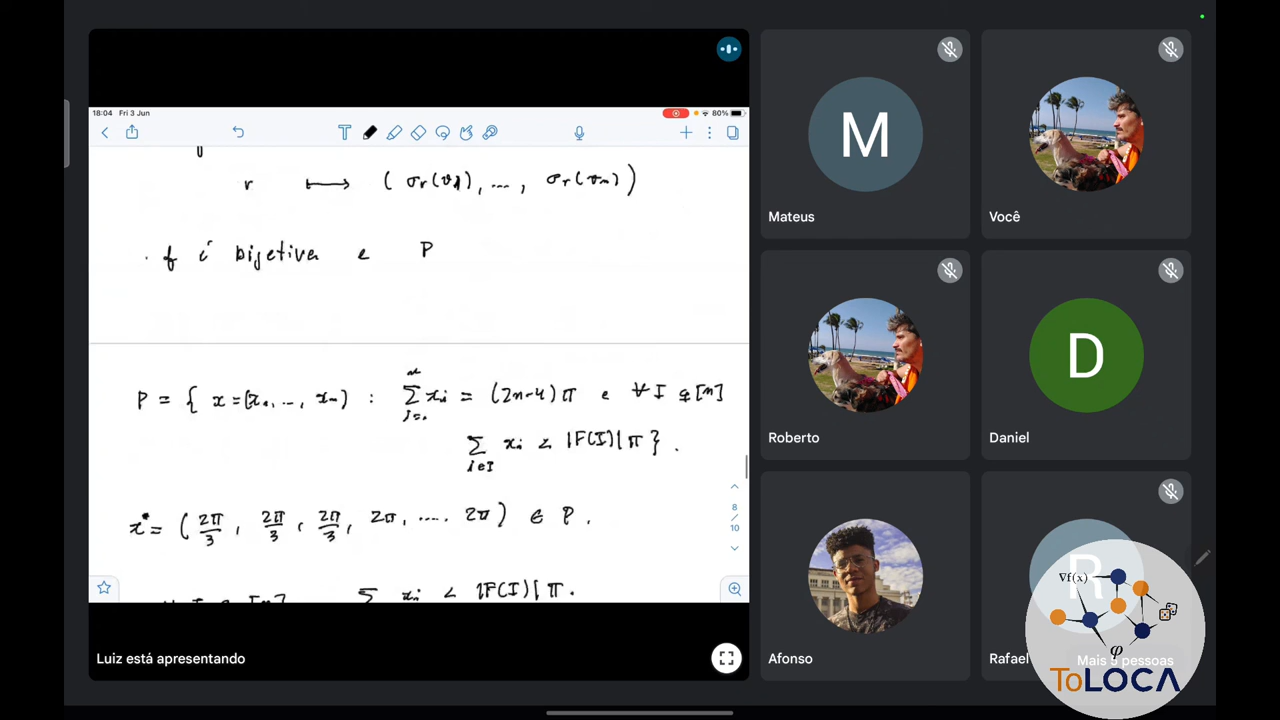 18:04 Fri 3 Jun
80%
r ⟼ ( σr(v1), ..., σr(vn) )
. f é bijetiva e P
P = { x = (x1, ..., xn) : Σ xi = (2n-4)π e ∀ I ⊊ [n]
Σ i∈I xi < |F(I)|π } .
x* = ( 2π/3 , 2π/3 , 2π/3 , 2π, .... 2π ) ∈ P .
Σ xi < |F(I)| π .
8
/
10
Luiz está apresentando
M
Mateus
Você
Roberto
D
Daniel
Afonso
R
Rafael
Mais 5 pessoas
∇f(x)
φ
ToLOCA